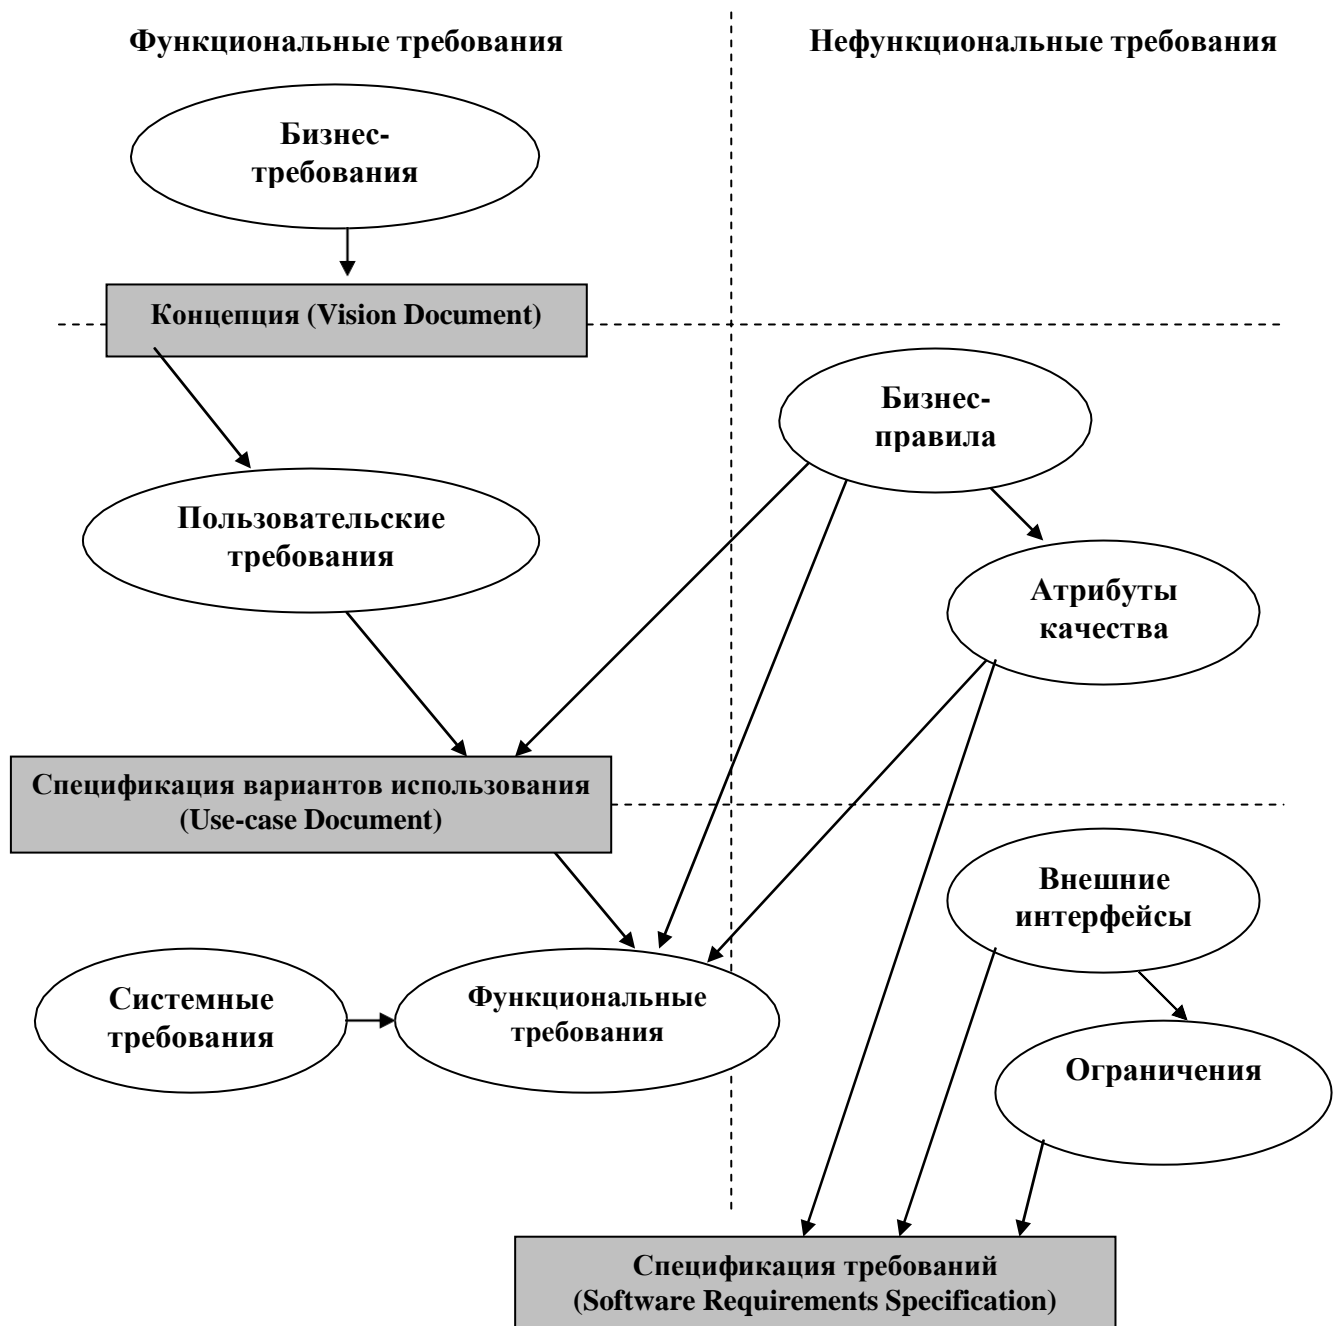 Функциональные требования
Нефункциональные требования
Бизнес-
требования
Концепция (Vision Document)
Бизнес-
правила
Пользовательские
требования
Атрибуты
качества
Спецификация вариантов использования
(Use-case Document)
Внешние
интерфейсы
Системные
требования
Функциональные
требования
Ограничения
Спецификация требований
(Software Requirements Specification)